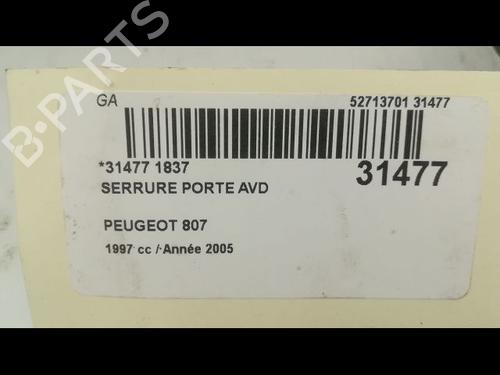 B-PARTS
GA
52713701 31477
*31477 1837
31477
SERRURE PORTE AVD
PEUGEOT 807
1997 cc / Année 2005